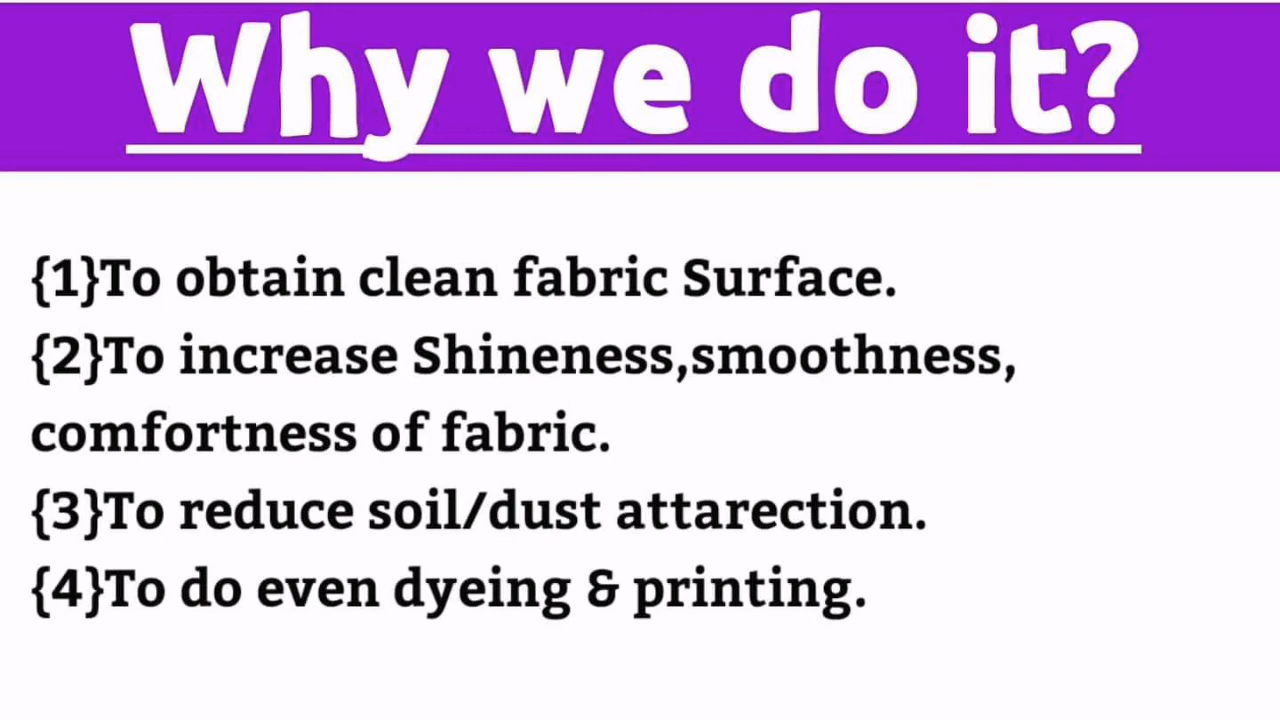 Why we do it?
{1}To obtain clean fabric Surface.
{2}To increase Shineness,smoothness,
comfortness of fabric.
{3}To reduce soil/dust attarection.
{4}To do even dyeing & printing.